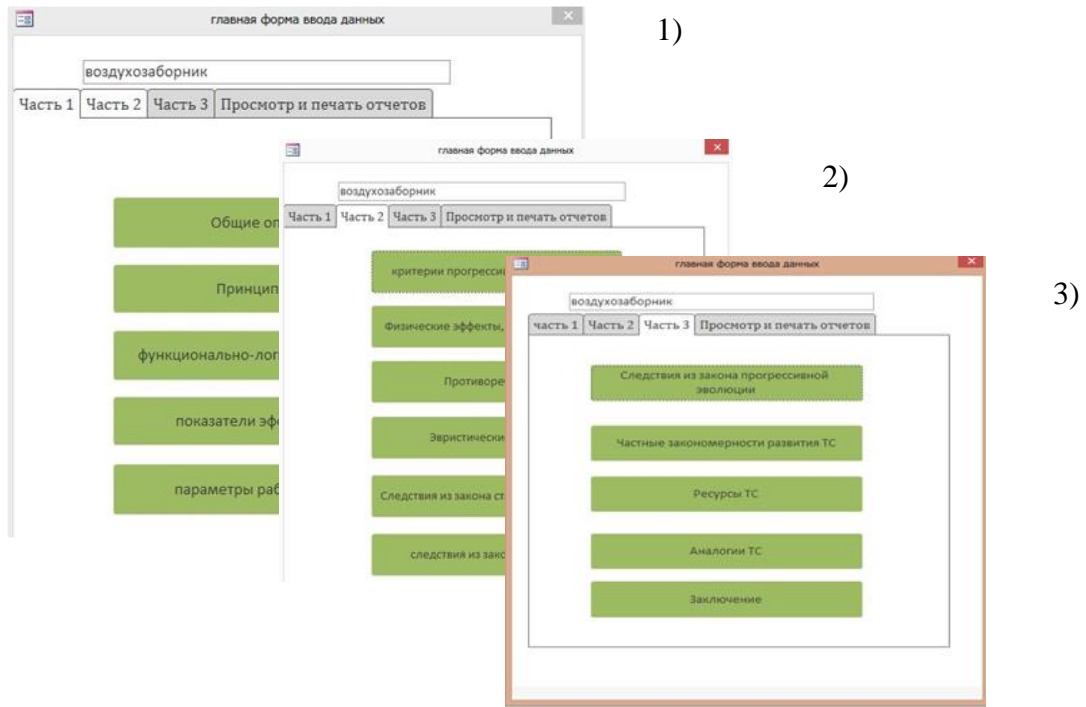 главная форма ввода данных
1)
воздухозаборник
Часть 1 Часть 2 Часть 3 Просмотр и печать отчетов
Общие оп
Принцип
функционально-лог
показатели эфф
параметры раб
главная форма ввода данных
2)
воздухозаборник
Часть 1 Часть 2 Часть 3 Просмотр и печать отчетов
критерии прогресси
Физические эффекты,
Противоре
Эвристически
Следствия из закона ст
следствия из зако
главная форма ввода данных
3)
воздухозаборник
часть 1 Часть 2 Часть 3 Просмотр и печать отчетов
Следствия из закона прогрессивной
эволюции
Частные закономерности развития ТС
Ресурсы ТС
Аналогии ТС
Заключение